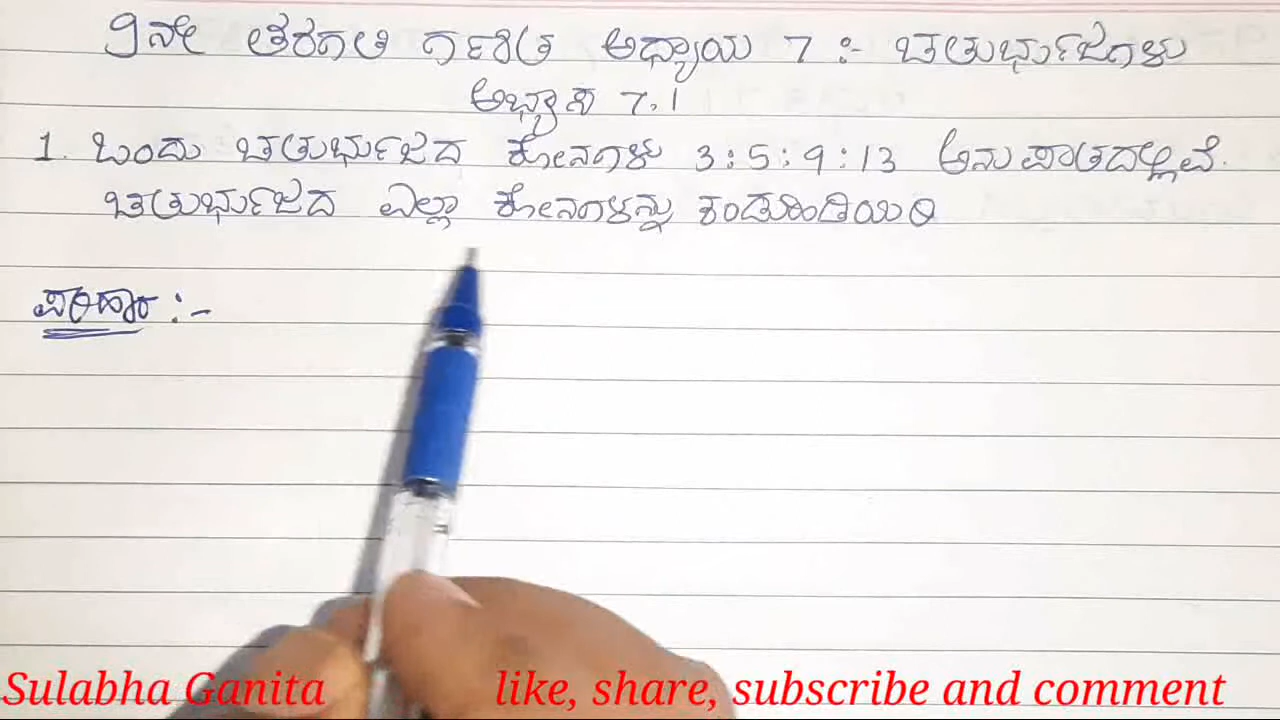 9ನೇ ತರಗತಿ ಗಣಿತ ಅಧ್ಯಾಯ 7 :- ಚತುರ್ಭುಜಗಳು
ಅಭ್ಯಾಸ 7.1
1. ಒಂದು ಚತುರ್ಭುಜದ ಕೋನಗಳು 3:5:9:13 ಅನುಪಾತದಲ್ಲಿವೆ.
ಚತುರ್ಭುಜದ ಎಲ್ಲಾ ಕೋನಗಳನ್ನು ಕಂಡುಹಿಡಿಯಿರಿ
ಪರಿಹಾರ :-
Sulabha Ganita like, share, subscribe and comment